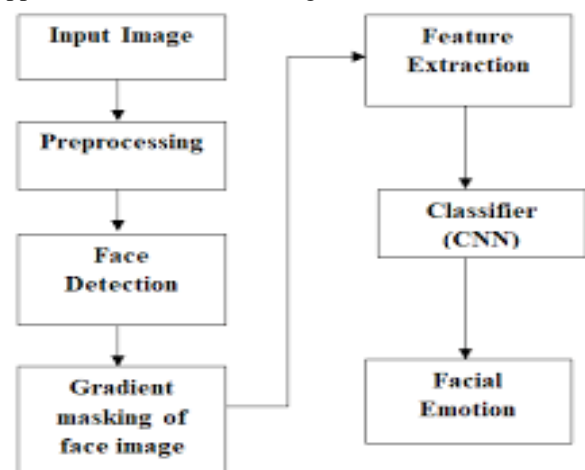 Input Image
Preprocessing
Face
Detection
Gradient
masking of
face image
Feature
Extraction
Classifier
(CNN)
Facial
Emotion